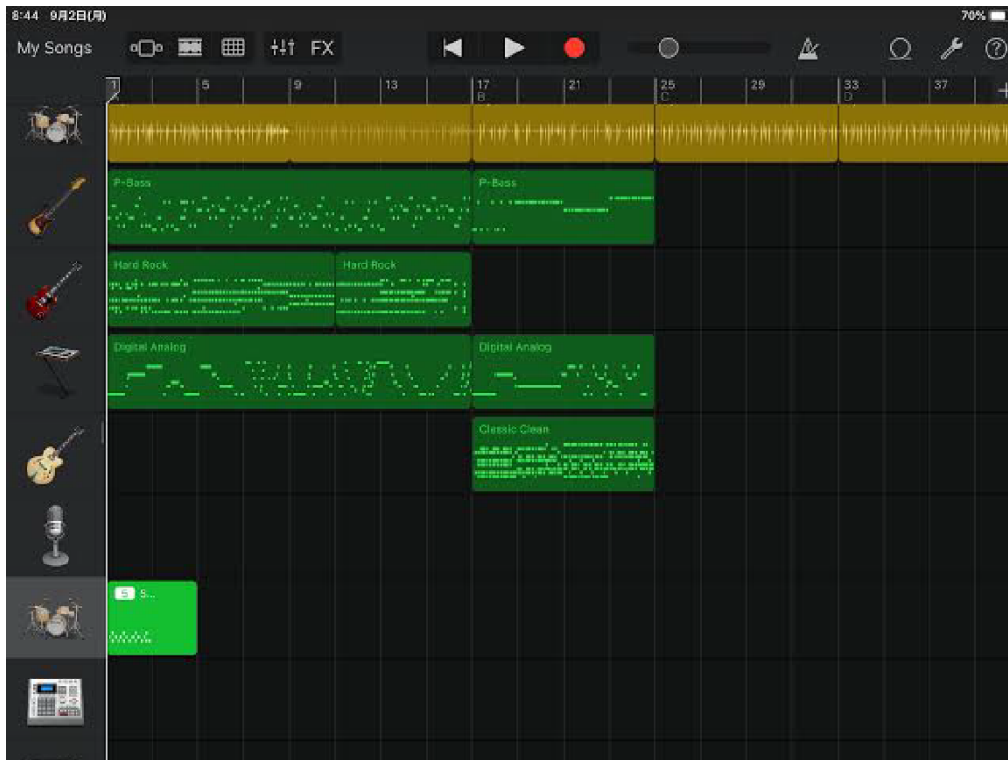 8:44 9月2日(月) 70%
My Songs FX ?
1 5 9 13 17 21 25 29 33 37 +
A B C D
P-Bass P-Bass
Hard Rock Hard Rock
Digital Analog Digital Analog
Classic Clean
S S...